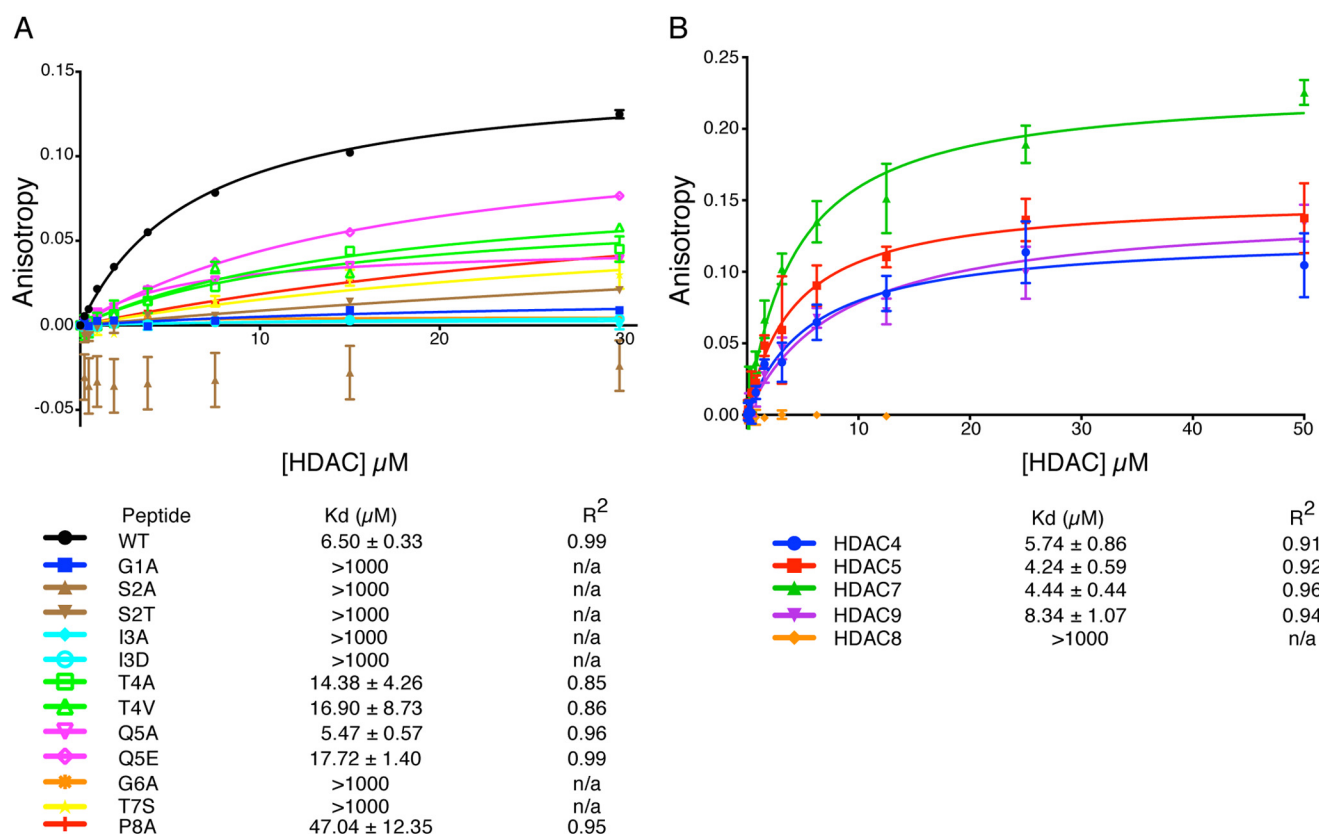 A
0.15
0.10
0.05
0.00
-0.05
10
20
30
Anisotropy
[HDAC] µM
Peptide Kd (µM) R2
WT 6.50 ± 0.33 0.99
G1A >1000 n/a
S2A >1000 n/a
S2T >1000 n/a
I3A >1000 n/a
I3D >1000 n/a
T4A 14.38 ± 4.26 0.85
T4V 16.90 ± 8.73 0.86
Q5A 5.47 ± 0.57 0.96
Q5E 17.72 ± 1.40 0.99
G6A >1000 n/a
T7S >1000 n/a
P8A 47.04 ± 12.35 0.95
B
0.25
0.20
0.15
0.10
0.05
0.00
10
20
30
40
50
Anisotropy
[HDAC] µM
Kd (µM) R2
HDAC4 5.74 ± 0.86 0.91
HDAC5 4.24 ± 0.59 0.92
HDAC7 4.44 ± 0.44 0.96
HDAC9 8.34 ± 1.07 0.94
HDAC8 >1000 n/a